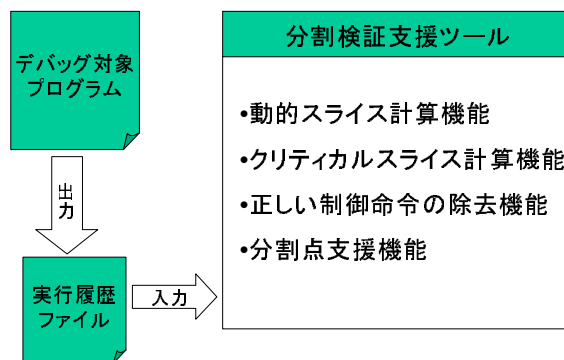 デバッグ対象
プログラム
出
力
実行履歴
ファイル
入力
分割検証支援ツール
•動的スライス計算機能
•クリティカルスライス計算機能
•正しい制御命令の除去機能
•分割点支援機能